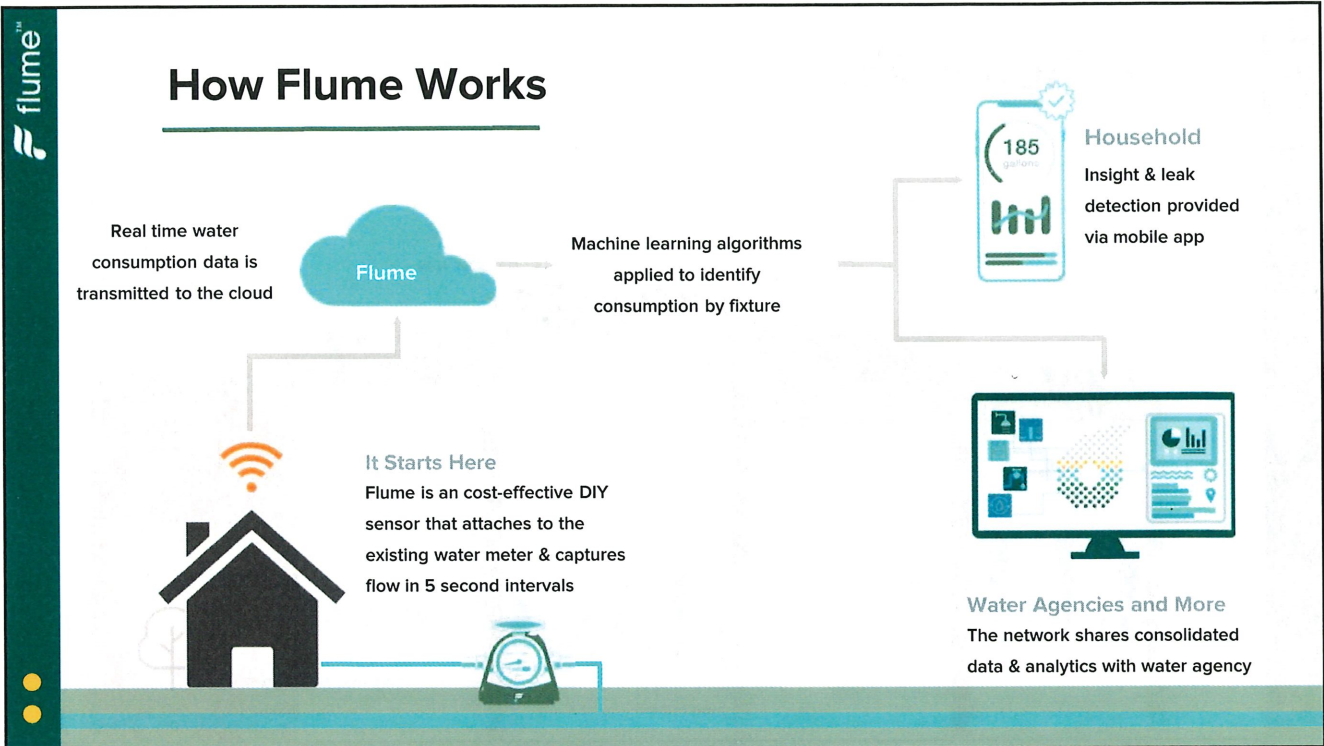 flume™
How Flume Works
Real time water
consumption data is
transmitted to the cloud
Flume
Machine learning algorithms
applied to identify
consumption by fixture
185
gallons
Household
Insight & leak
detection provided
via mobile app
It Starts Here
Flume is an cost-effective DIY
sensor that attaches to the
existing water meter & captures
flow in 5 second intervals
Water Agencies and More
The network shares consolidated
data & analytics with water agency